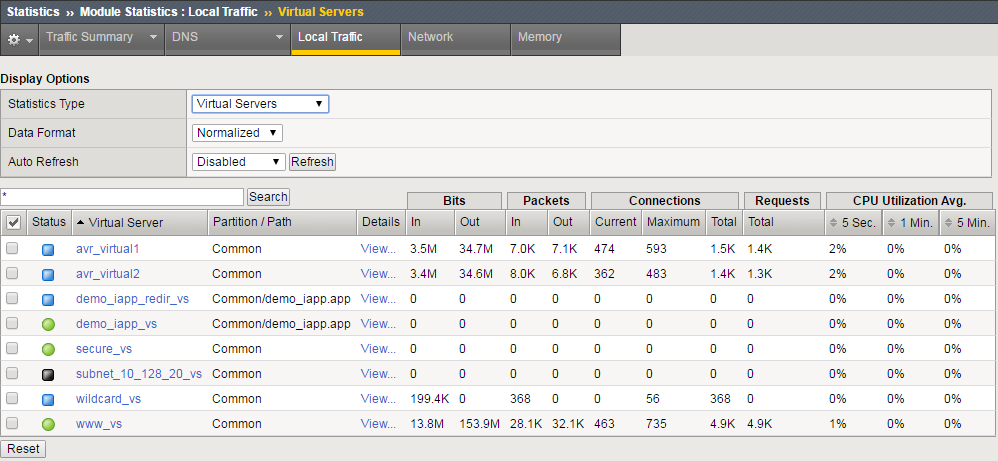 Statistics ›› Module Statistics : Local Traffic ›› Virtual Servers
Traffic Summary DNS Local Traffic Network Memory
Display Options
Statistics Type Virtual Servers
Data Format Normalized
Auto Refresh Disabled Refresh
* Search Bits Packets Connections Requests CPU Utilization Avg.
Status Virtual Server Partition / Path Details In Out In Out Current Maximum Total Total 5 Sec. 1 Min. 5 Min.
avr_virtual1 Common View... 3.5M 34.7M 7.0K 7.1K 474 593 1.5K 1.4K 2% 0% 0%
avr_virtual2 Common View... 3.4M 34.6M 8.0K 6.8K 362 483 1.4K 1.3K 2% 0% 0%
demo_iapp_redir_vs Common/demo_iapp.app View... 0 0 0 0 0 0 0 0 0% 0% 0%
demo_iapp_vs Common/demo_iapp.app View... 0 0 0 0 0 0 0 0 0% 0% 0%
secure_vs Common View... 0 0 0 0 0 0 0 0 0% 0% 0%
subnet_10_128_20_vs Common View... 0 0 0 0 0 0 0 0 0% 0% 0%
wildcard_vs Common View... 199.4K 0 368 0 0 56 368 0 0% 0% 0%
www_vs Common View... 13.8M 153.9M 28.1K 32.1K 463 735 4.9K 4.9K 1% 0% 0%
Reset